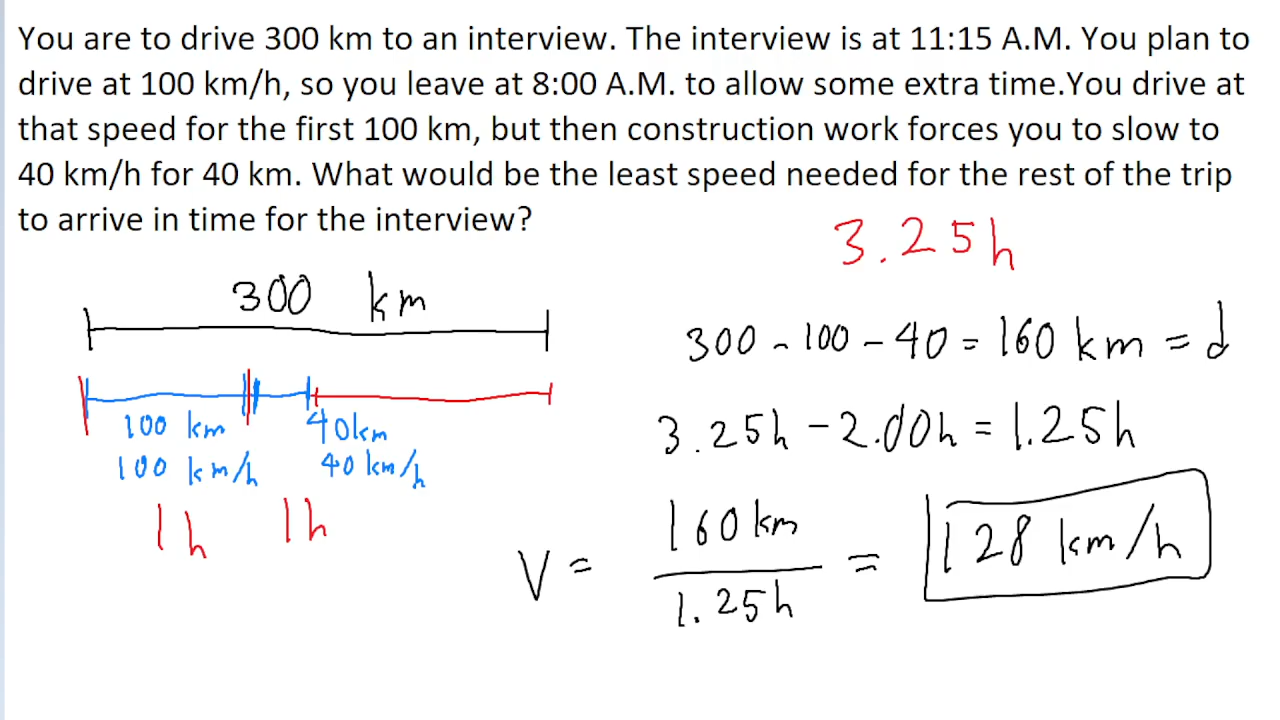 You are to drive 300 km to an interview. The interview is at 11:15 A.M. You plan to
drive at 100 km/h, so you leave at 8:00 A.M. to allow some extra time.You drive at
that speed for the first 100 km, but then construction work forces you to slow to
40 km/h for 40 km. What would be the least speed needed for the rest of the trip
to arrive in time for the interview?
3.25h
300 km
300 - 100 - 40 = 160 km = d
100 km 40km
100 km/h 40 km/h
1h 1h
3.25h - 2.00h = 1.25h
V = 160 km / 1.25h = 128 km/h